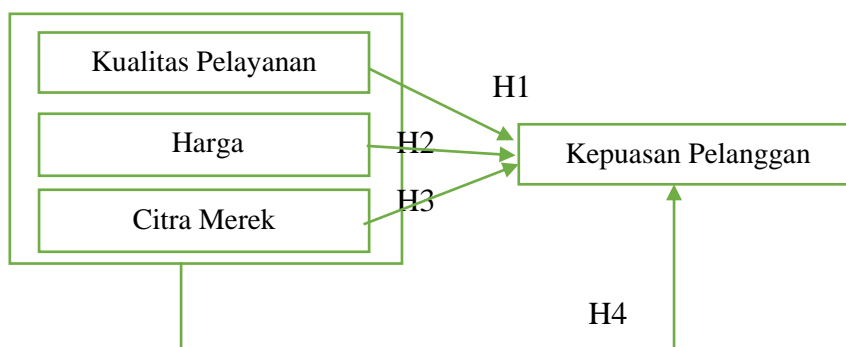 Kualitas Pelayanan
H1
Harga
H2
Kepuasan Pelanggan
Citra Merek
H3
H4